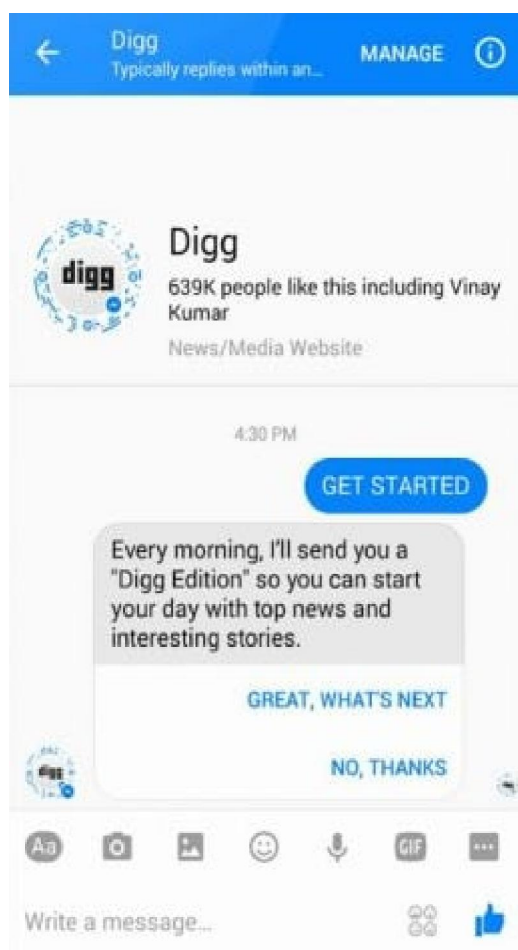 Digg
Typically replies within an...
MANAGE
digg
Digg
639K people like this including Vinay
Kumar
News/Media Website
4:30 PM
GET STARTED
Every morning, I'll send you a
"Digg Edition" so you can start
your day with top news and
interesting stories.
GREAT, WHAT'S NEXT
NO, THANKS
digg
Aa
GIF
Write a message...